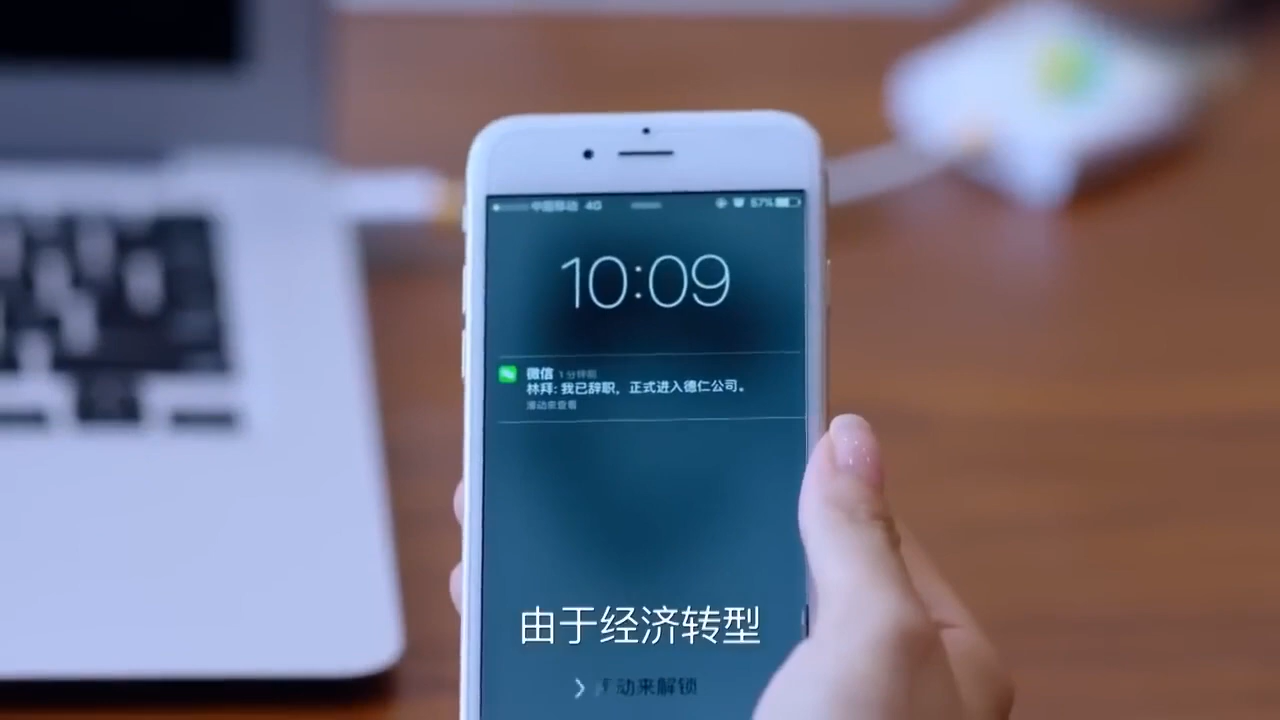 中国移动 4G 57%
10:09
微信 1分钟前
林拜: 我已辞职，正式进入德仁公司。
滑动来查看
由于经济转型
动来解锁